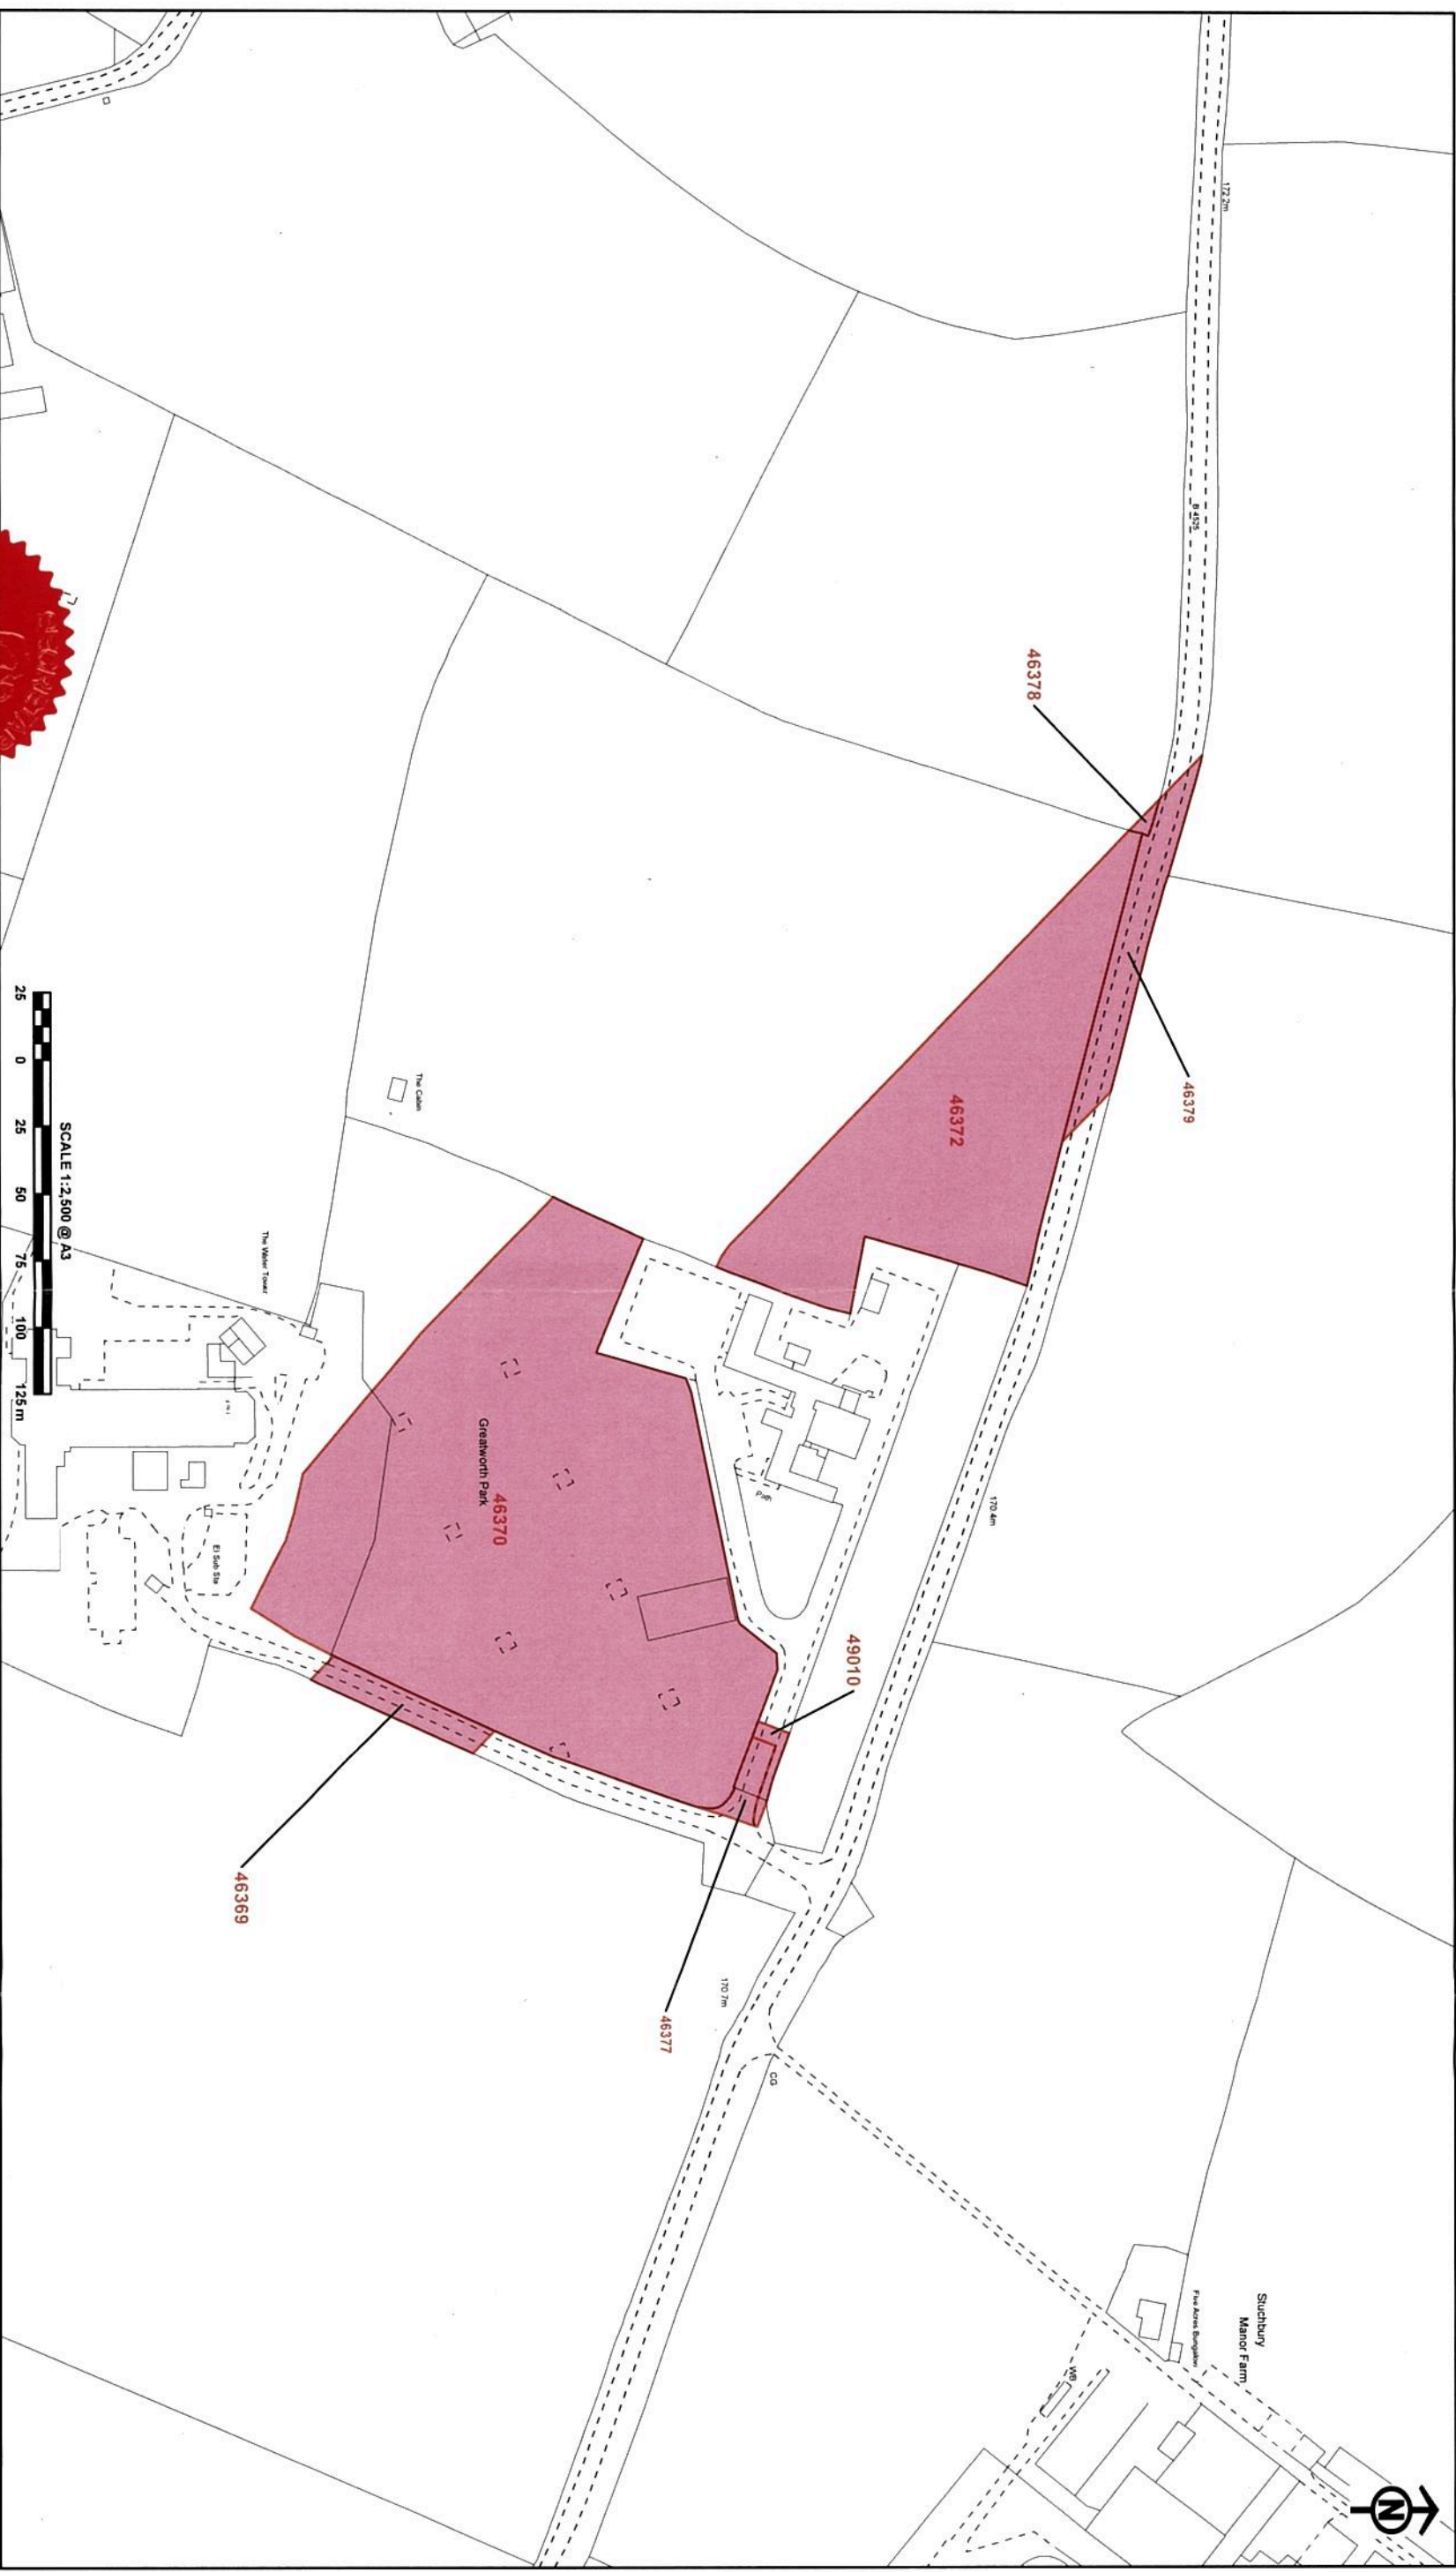 172.2m
B 4525
46378
46379
46372
170.4m
The Cabin
The Water Tower
Greatworth Park
46370
El Sub Sta
49010
46369
46377
170.7m
CG
Stuchbury
Manor Farm
Five Acres Bungalow
WB
N
SCALE 1:2,500 @ A3
25 0 25 50 75 100 125 m